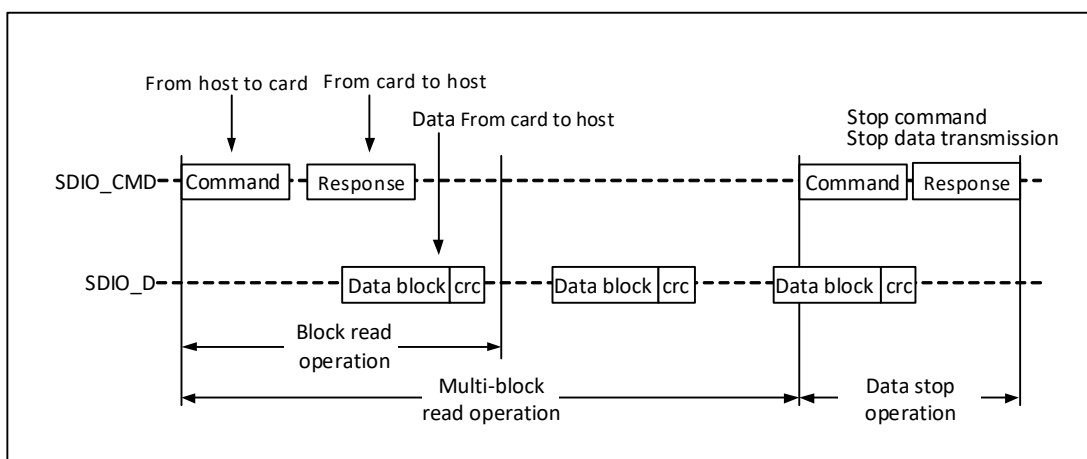 From host to card
From card to host
Data From card to host
Stop command
Stop data transmission
SDIO_CMD
Command
Response
Command
Response
SDIO_D
Data block
crc
Data block
crc
Data block
crc
Block read
operation
Multi-block
read operation
Data stop
operation